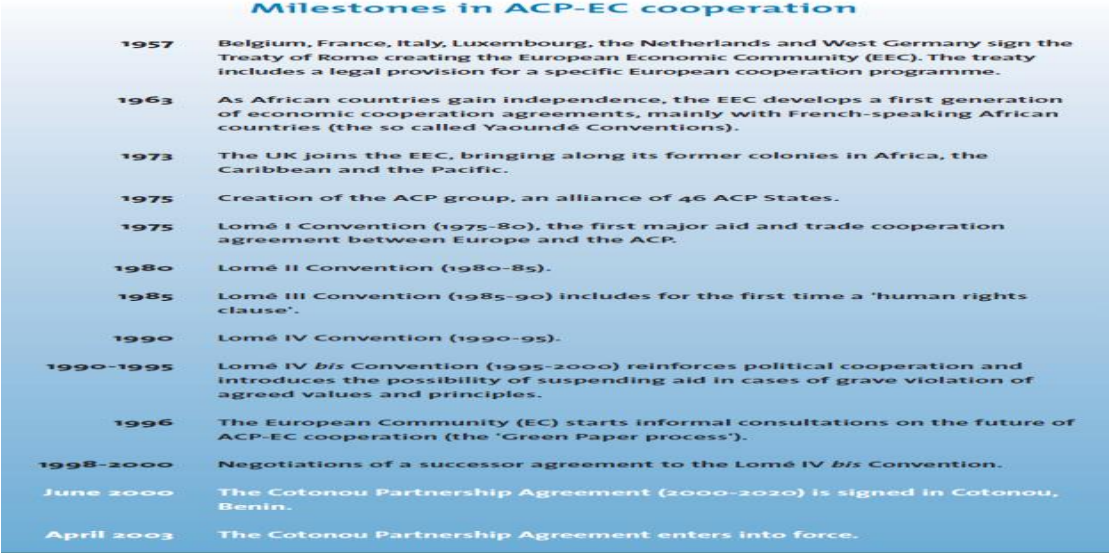 Milestones in ACP-EC cooperation
1957 Belgium, France, Italy, Luxembourg, the Netherlands and West Germany sign the
Treaty of Rome creating the European Economic Community (EEC). The treaty
includes a legal provision for a specific European cooperation programme.
1963 As African countries gain independence, the EEC develops a first generation
of economic cooperation agreements, mainly with French-speaking African
countries (the so called Yaoundé Conventions).
1973 The UK joins the EEC, bringing along its former colonies in Africa, the
Caribbean and the Pacific.
1975 Creation of the ACP group, an alliance of 46 ACP States.
1975 Lomé I Convention (1975-80), the first major aid and trade cooperation
agreement between Europe and the ACP.
1980 Lomé II Convention (1980-85).
1985 Lomé III Convention (1985-90) includes for the first time a 'human rights
clause'.
1990 Lomé IV Convention (1990-95).
1990-1995 Lomé IV bis Convention (1995-2000) reinforces political cooperation and
introduces the possibility of suspending aid in cases of grave violation of
agreed values and principles.
1996 The European Community (EC) starts informal consultations on the future of
ACP-EC cooperation (the 'Green Paper process').
1998-2000 Negotiations of a successor agreement to the Lomé IV bis Convention.
June 2000 The Cotonou Partnership Agreement (2000-2020) is signed in Cotonou,
Benin.
April 2003 The Cotonou Partnership Agreement enters into force.